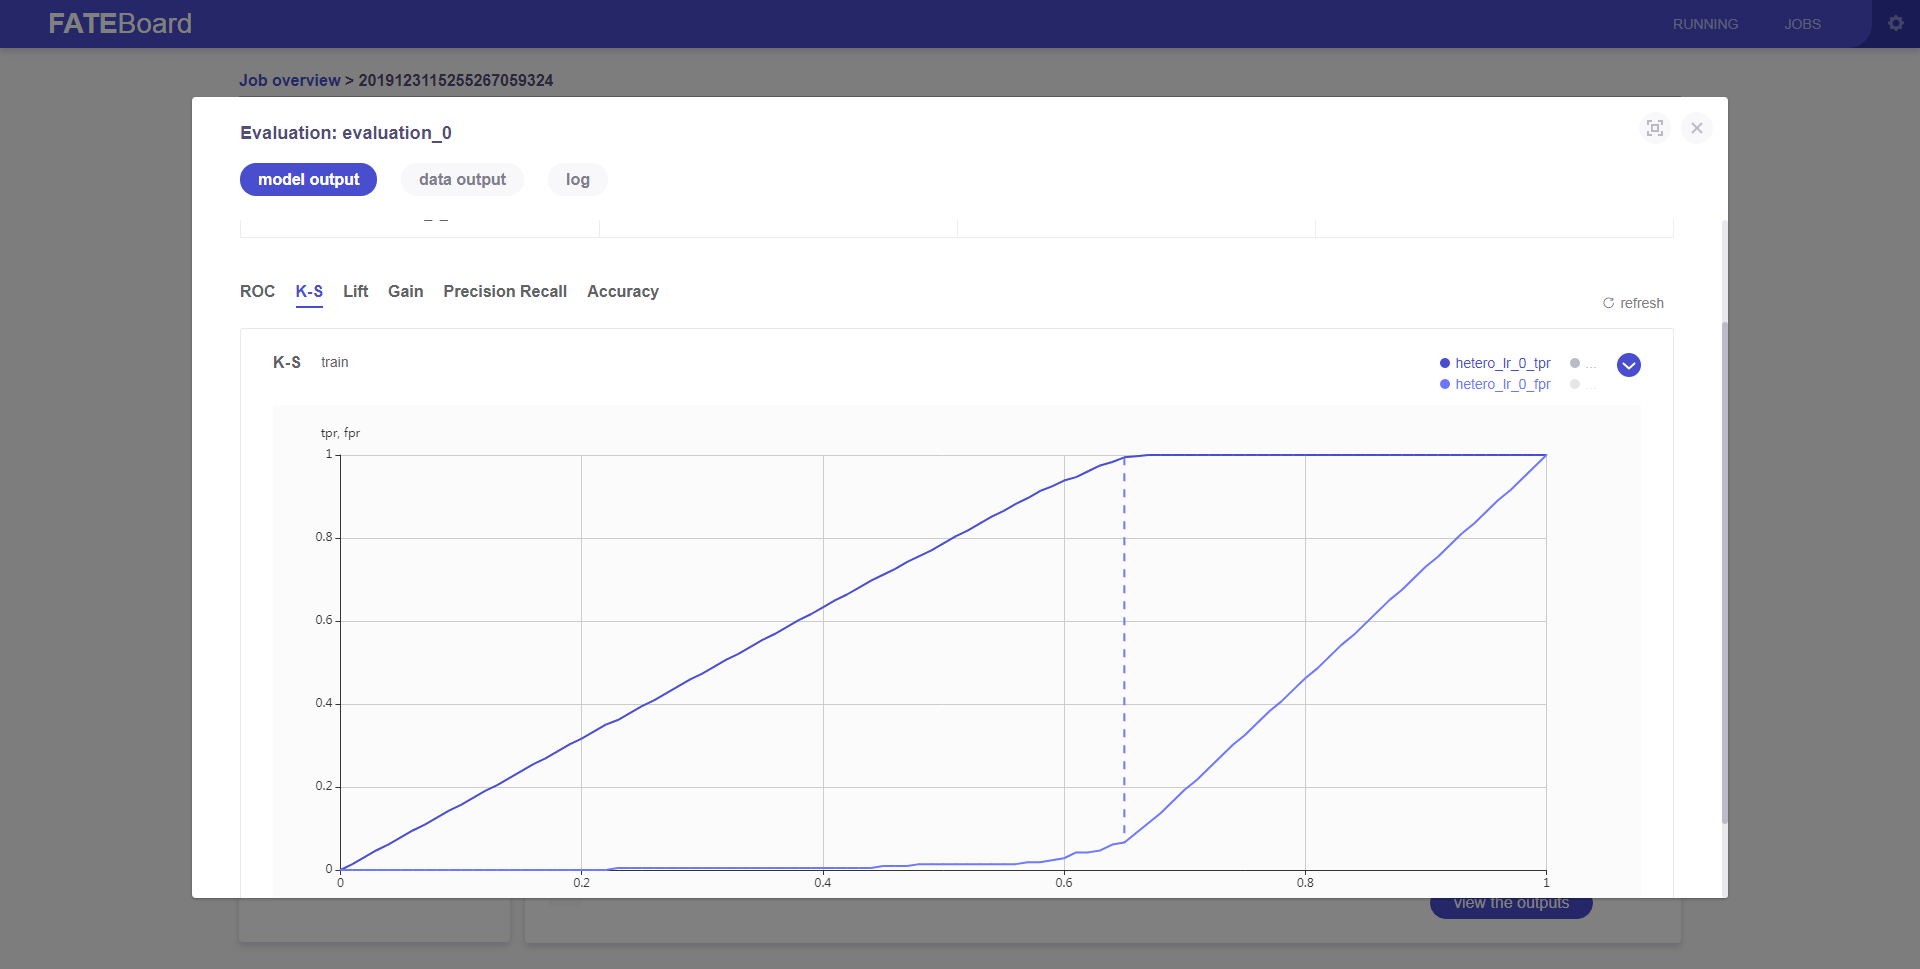 FATEBoard
RUNNING
JOBS
Job overview > 2019123115255267059324
Evaluation: evaluation_0
model output
data output
log
ROC
K-S
Lift
Gain
Precision Recall
Accuracy
refresh
K-S train
hetero_lr_0_tpr
...
hetero_lr_0_fpr
...
tpr, fpr
1
0.8
0.6
0.4
0.2
0
0
0.2
0.4
0.6
0.8
1
View the outputs